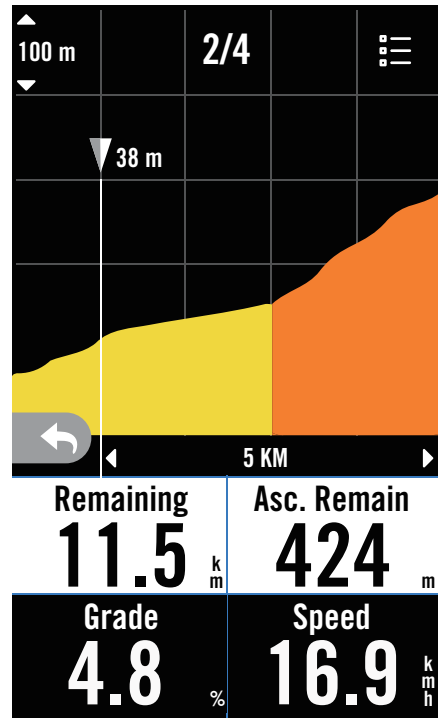 100 m
2/4
38 m
5 KM
Remaining
11.5 km
Asc. Remain
424 m
Grade
4.8 %
Speed
16.9 kmh